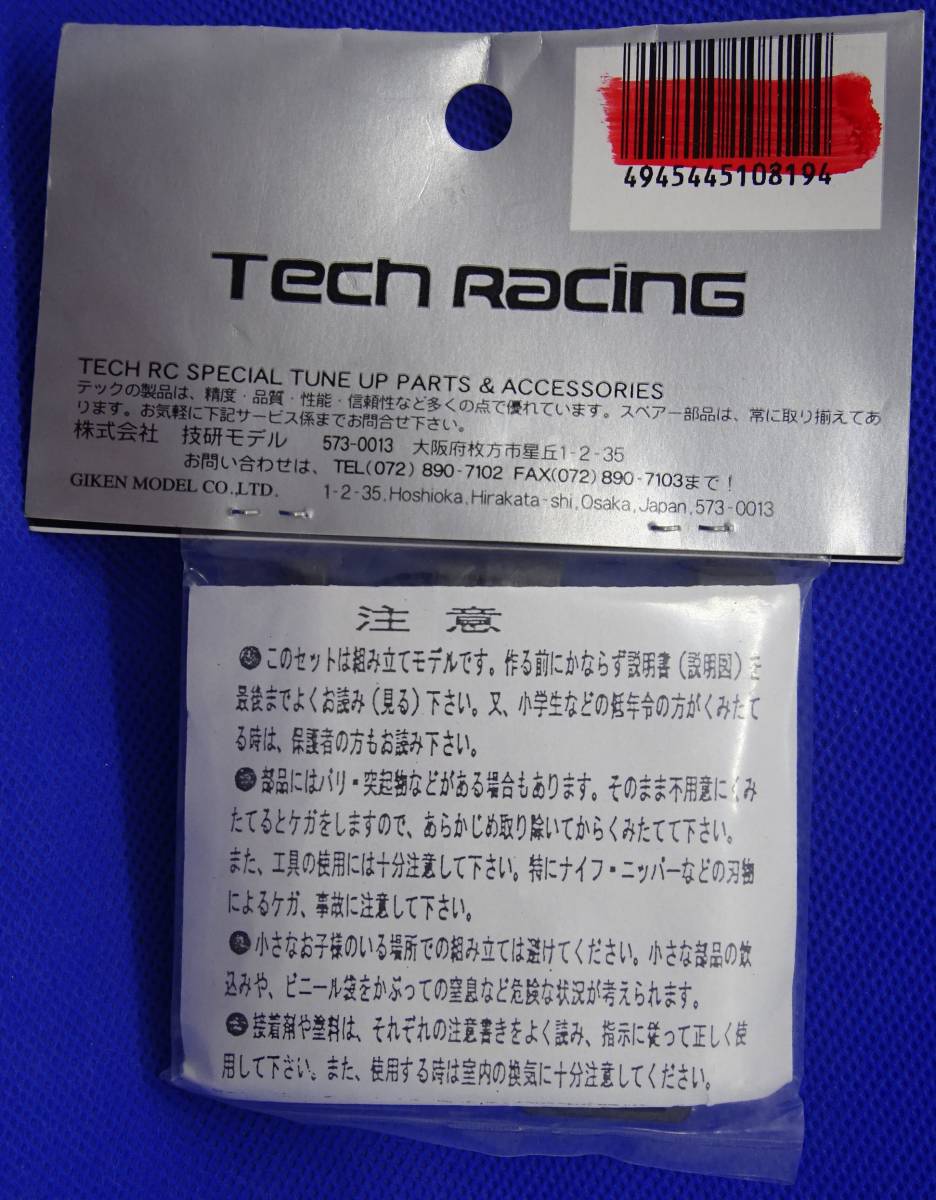 4945445108194
Tech Racing
TECH RC SPECIAL TUNE UP PARTS & ACCESSORIES
テックの製品は、精度・品質・性能・信頼性など多くの点で優れています。スペアー部品は、常に取り揃えてあ
ります。お気軽に下記サービス係までお問合せ下さい。
株式会社 技研モデル 573-0013 大阪府枚方市星丘1-2-35
お問い合わせは、TEL(072) 890-7102 FAX(072) 890-7103まで!
GIKEN MODEL CO.,LTD. 1-2-35, Hoshioka, Hirakata-shi, Osaka, Japan, 573-0013
注意
このセットは組み立てモデルです。作る前にかならず説明書(説明図)を
最後までよくお読み(見る)下さい。又、小学生などの低年令の方がくみたて
る時は、保護者の方もお読み下さい。
部品にはバリ・突起物などがある場合もあります。そのまま不用意にくみ
たてるとケガをしますので、あらかじめ取り除いてからくみたてて下さい。
また、工具の使用には十分注意して下さい。特にナイフ・ニッパーなどの刃物
によるケガ、事故に注意して下さい。
小さなお子様のいる場所での組み立ては避けてください。小さな部品の飲
込みや、ビニール袋をかぶっての窒息など危険な状況が考えられます。
接着剤や塗料は、それぞれの注意書きをよく読み、指示に従って正しく使
用して下さい。また、使用する時は室内の換気に十分注意してください。